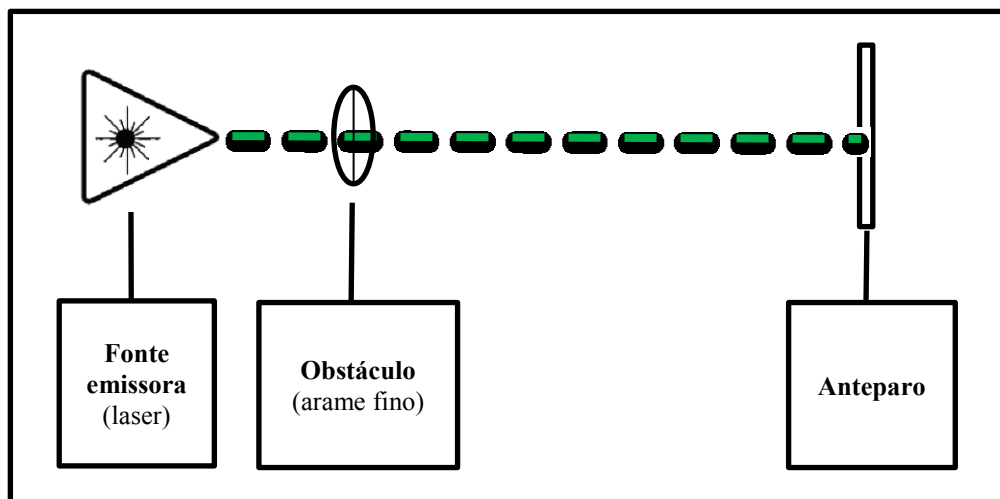 Fonte
emissora
(laser)
Obstáculo
(arame fino)
Anteparo